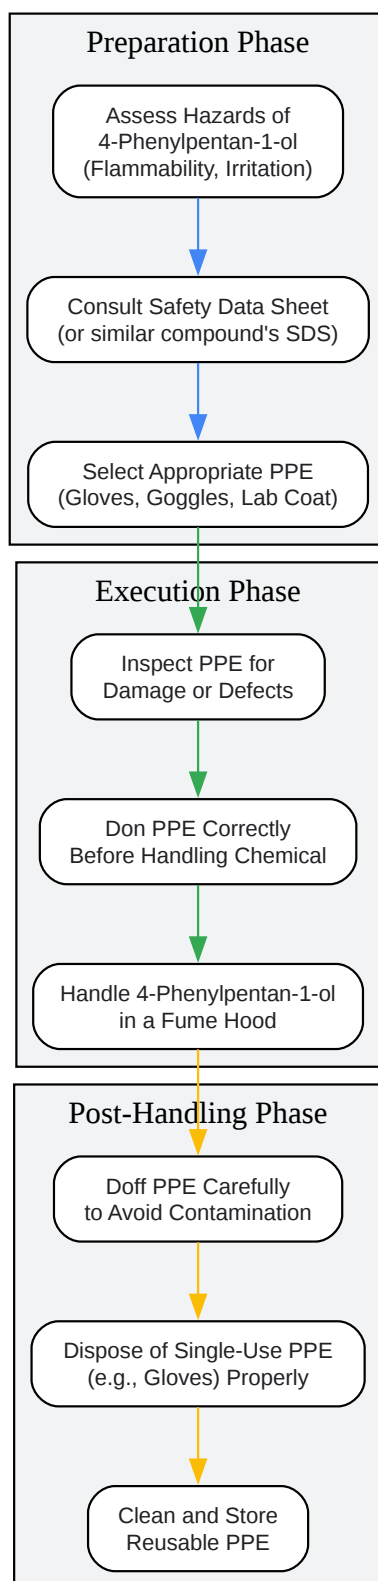 Preparation Phase
Assess Hazards of
4-Phenylpentan-1-ol
(Flammability, Irritation)
Consult Safety Data Sheet
(or similar compound's SDS)
Select Appropriate PPE
(Gloves, Goggles, Lab Coat)
Execution Phase
Inspect PPE for
Damage or Defects
Don PPE Correctly
Before Handling Chemical
Handle 4-Phenylpentan-1-ol
in a Fume Hood
Post-Handling Phase
Doff PPE Carefully
to Avoid Contamination
Dispose of Single-Use PPE
(e.g., Gloves) Properly
Clean and Store
Reusable PPE